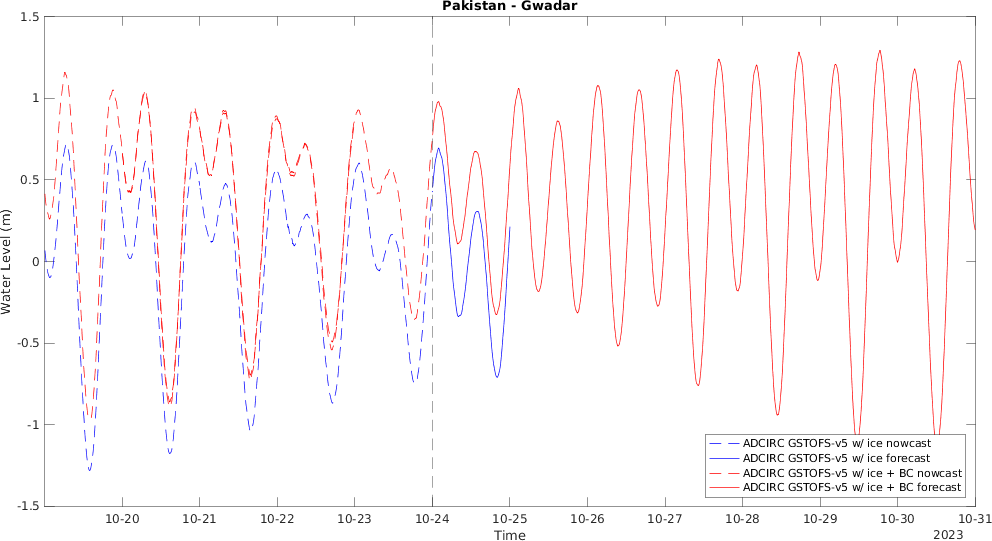 Pakistan - Gwadar
1.5
1
0.5
0
-0.5
-1
-1.5
Water Level (m)
ADCIRC GSTOFS-v5 w/ ice nowcast
ADCIRC GSTOFS-v5 w/ ice forecast
ADCIRC GSTOFS-v5 w/ ice + BC nowcast
ADCIRC GSTOFS-v5 w/ ice + BC forecast
10-20 10-21 10-22 10-23 10-24 10-25 10-26 10-27 10-28 10-29 10-30 10-31
Time
2023